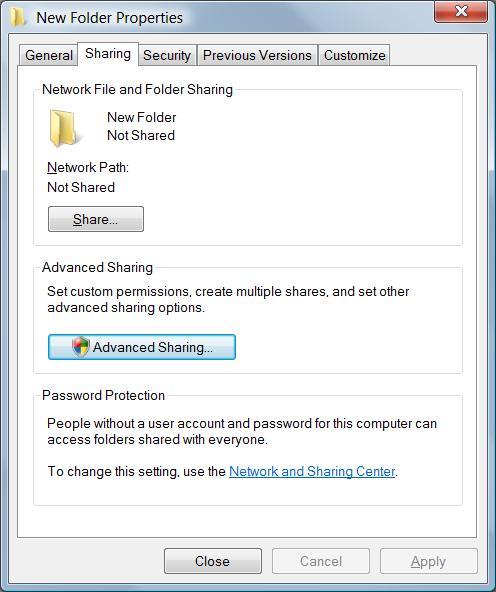 New Folder Properties
General Sharing Security Previous Versions Customize
Network File and Folder Sharing
New Folder
Not Shared
Network Path:
Not Shared
Share...
Advanced Sharing
Set custom permissions, create multiple shares, and set other
advanced sharing options.
Advanced Sharing...
Password Protection
People without a user account and password for this computer can
access folders shared with everyone.
To change this setting, use the Network and Sharing Center.
Close Cancel Apply